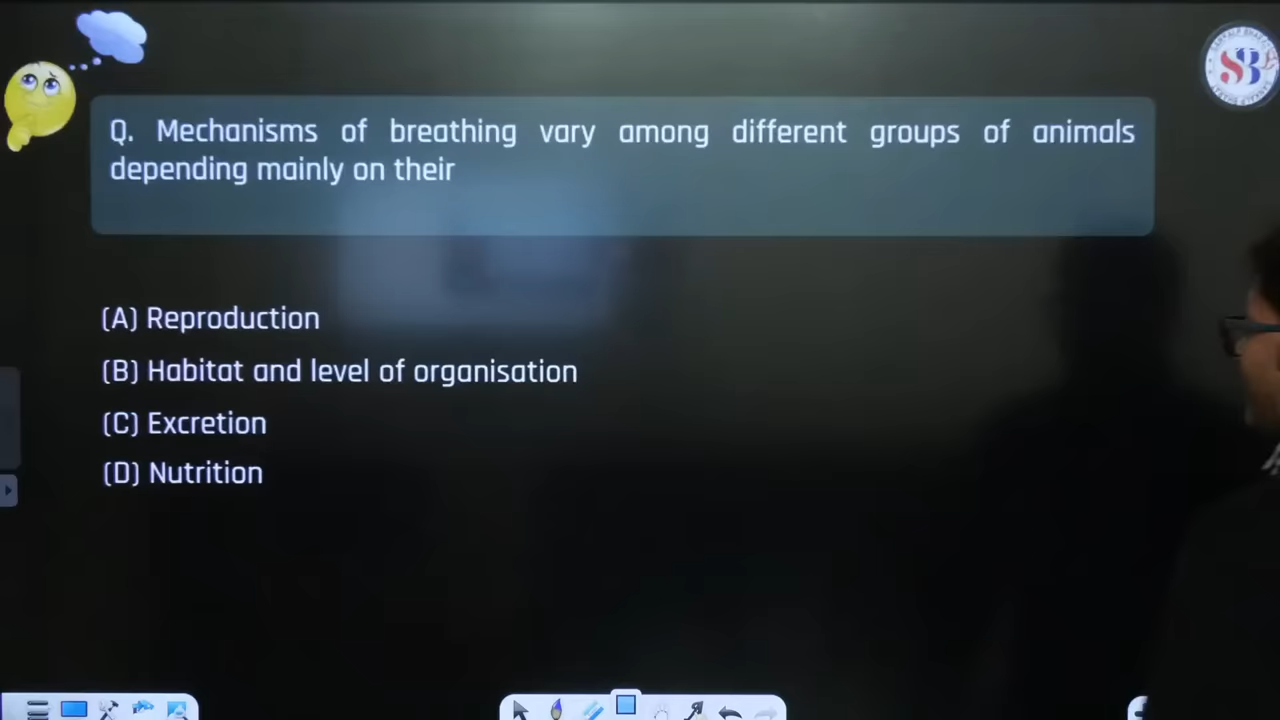 Q. Mechanisms of breathing vary among different groups of animals
depending mainly on their
(A) Reproduction
(B) Habitat and level of organisation
(C) Excretion
(D) Nutrition
SB